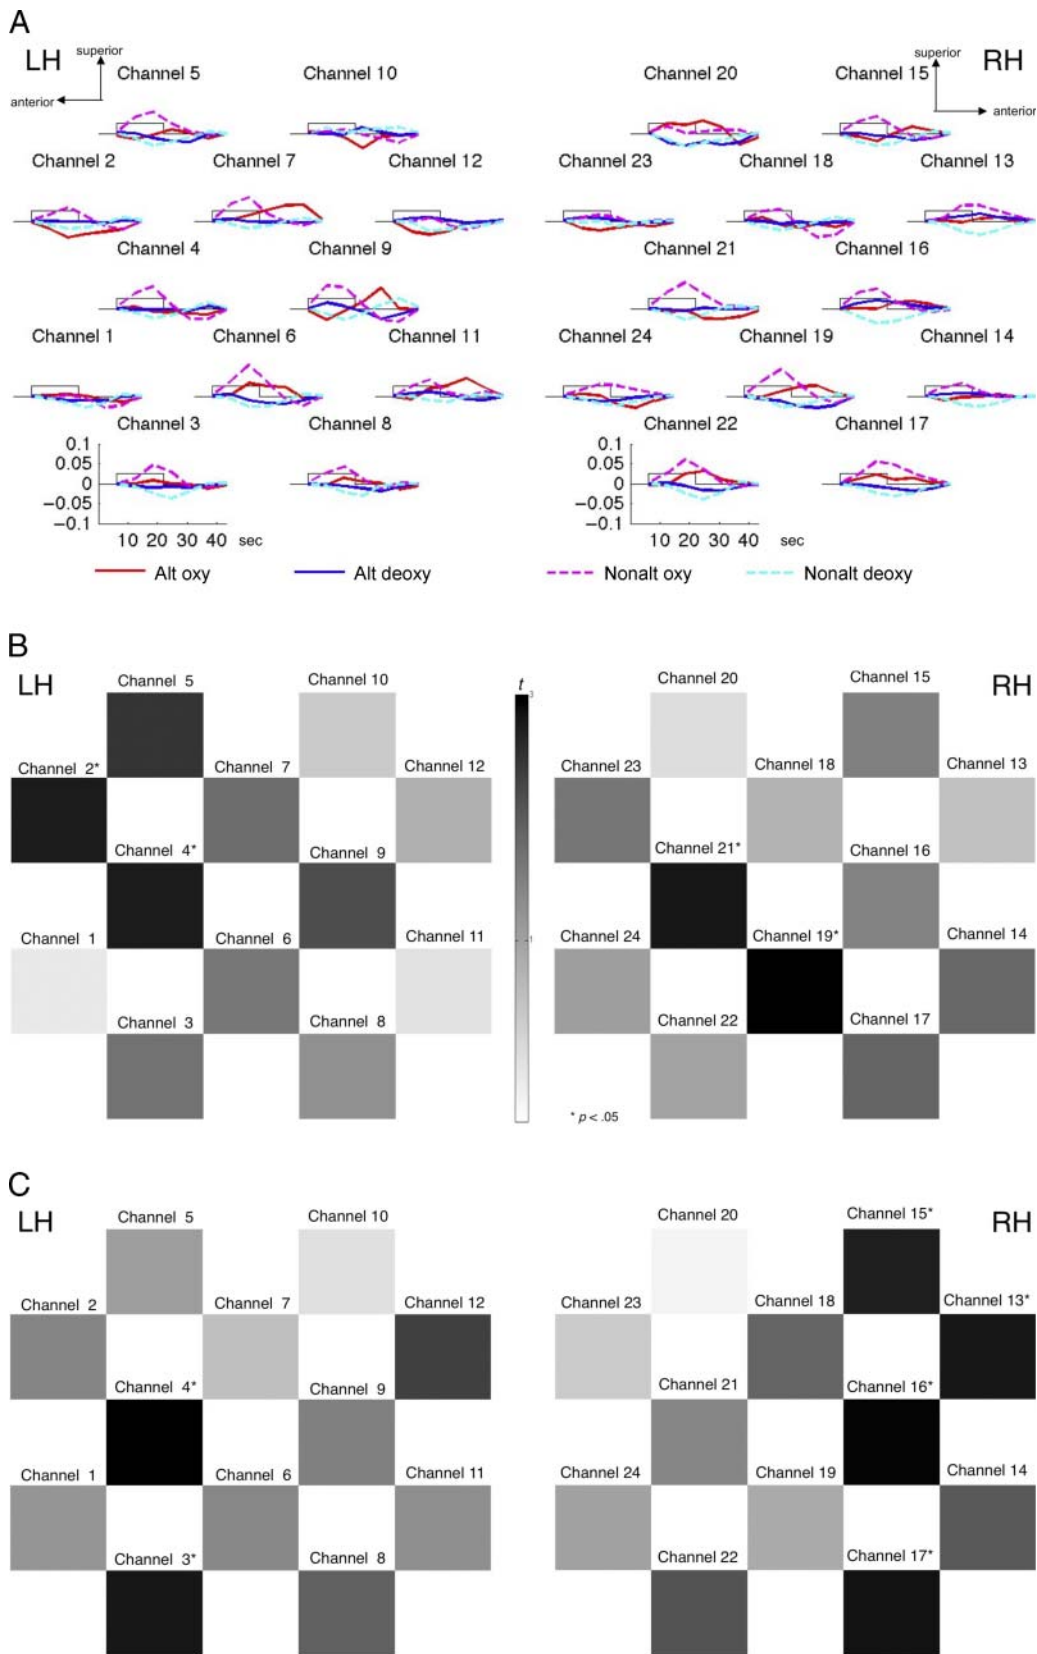 A
LH RH
superior superior
anterior anterior
Channel 5 Channel 10 Channel 20 Channel 15
Channel 2 Channel 7 Channel 12 Channel 23 Channel 18 Channel 13
Channel 4 Channel 9 Channel 21 Channel 16
Channel 1 Channel 6 Channel 11 Channel 24 Channel 19 Channel 14
Channel 3 Channel 8 Channel 22 Channel 17
0.1 0.1
0.05 0.05
0 0
−0.05 −0.05
−0.1 −0.1
10 20 30 40 sec 10 20 30 40 sec
Alt oxy Alt deoxy Nonalt oxy Nonalt deoxy
B
LH RH
Channel 5 Channel 10 t Channel 20 Channel 15
3
Channel 2* Channel 7 Channel 12 Channel 23 Channel 18 Channel 13
Channel 4* Channel 9 Channel 21* Channel 16
Channel 1 Channel 6 Channel 11 1 Channel 24 Channel 19* Channel 14
Channel 3 Channel 8 Channel 22 Channel 17
* p < .05
C
LH RH
Channel 5 Channel 10 Channel 20 Channel 15*
Channel 2 Channel 7 Channel 12 Channel 23 Channel 18 Channel 13*
Channel 4* Channel 9 Channel 21 Channel 16*
Channel 1 Channel 6 Channel 11 Channel 24 Channel 19 Channel 14
Channel 3* Channel 8 Channel 22 Channel 17*